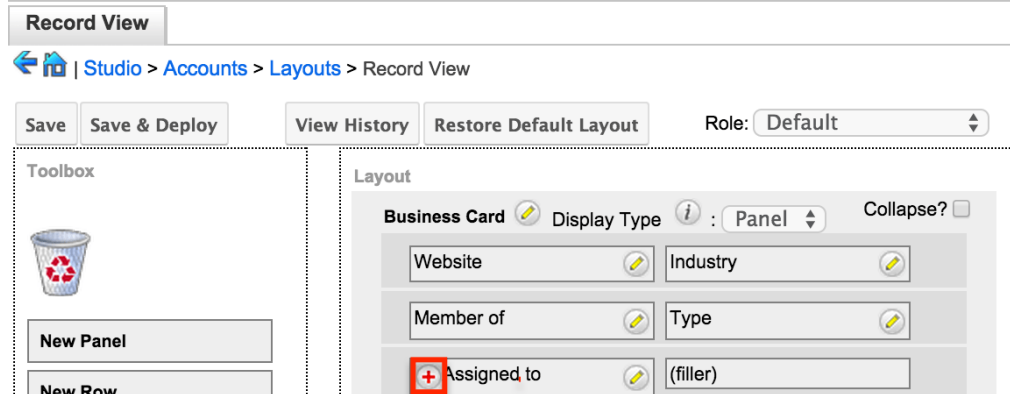 Record View
| Studio > Accounts > Layouts > Record View
Save Save & Deploy View History Restore Default Layout Role: Default
Toolbox
Layout
Business Card Display Type i : Panel Collapse?
Website Industry
Member of Type
New Panel
Assigned to (filler)
New Row